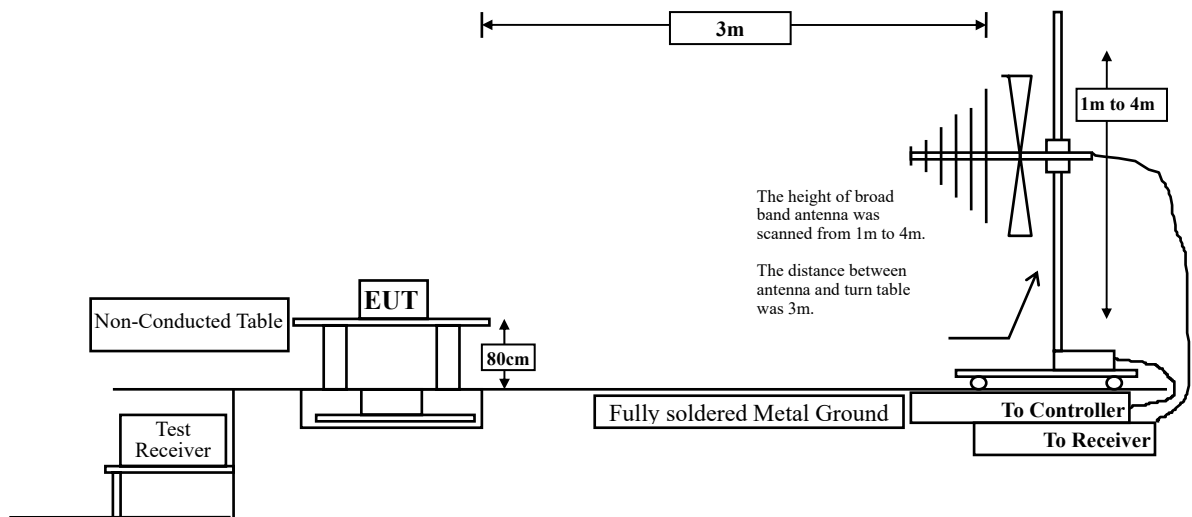 3m
1m to 4m
The height of broad
band antenna was
scanned from 1m to 4m.
The distance between
antenna and turn table
was 3m.
EUT
Non-Conducted Table
80cm
Fully soldered Metal Ground
To Controller
Test
Receiver
To Receiver